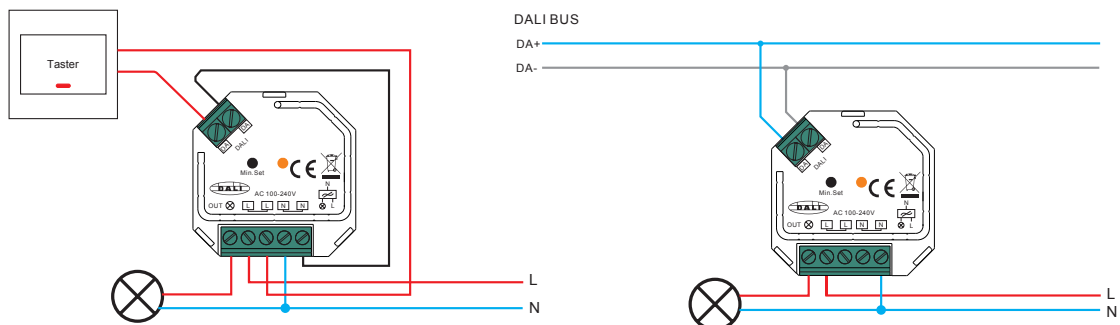 DALI BUS
DA+
DA-
Taster
DA
DA
DALI
Min.Set
DALI
AC 100-240V
OUT
L L N N
N
L
CE
L
N
DA
DA
DALI
Min.Set
DALI
AC 100-240V
OUT
L L N N
N
L
CE
L
N